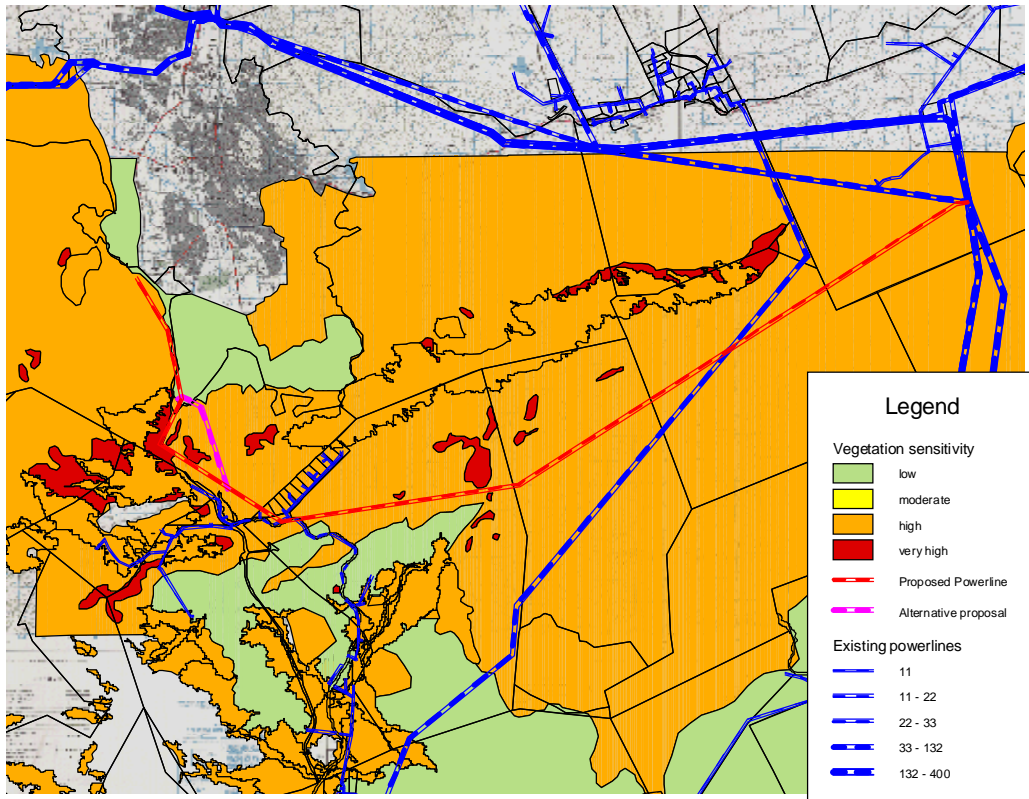 Legend
Vegetation sensitivity
low
moderate
high
very high
Proposed Powerline
Alternative proposal
Existing powerlines
11
11 - 22
22 - 33
33 - 132
132 - 400